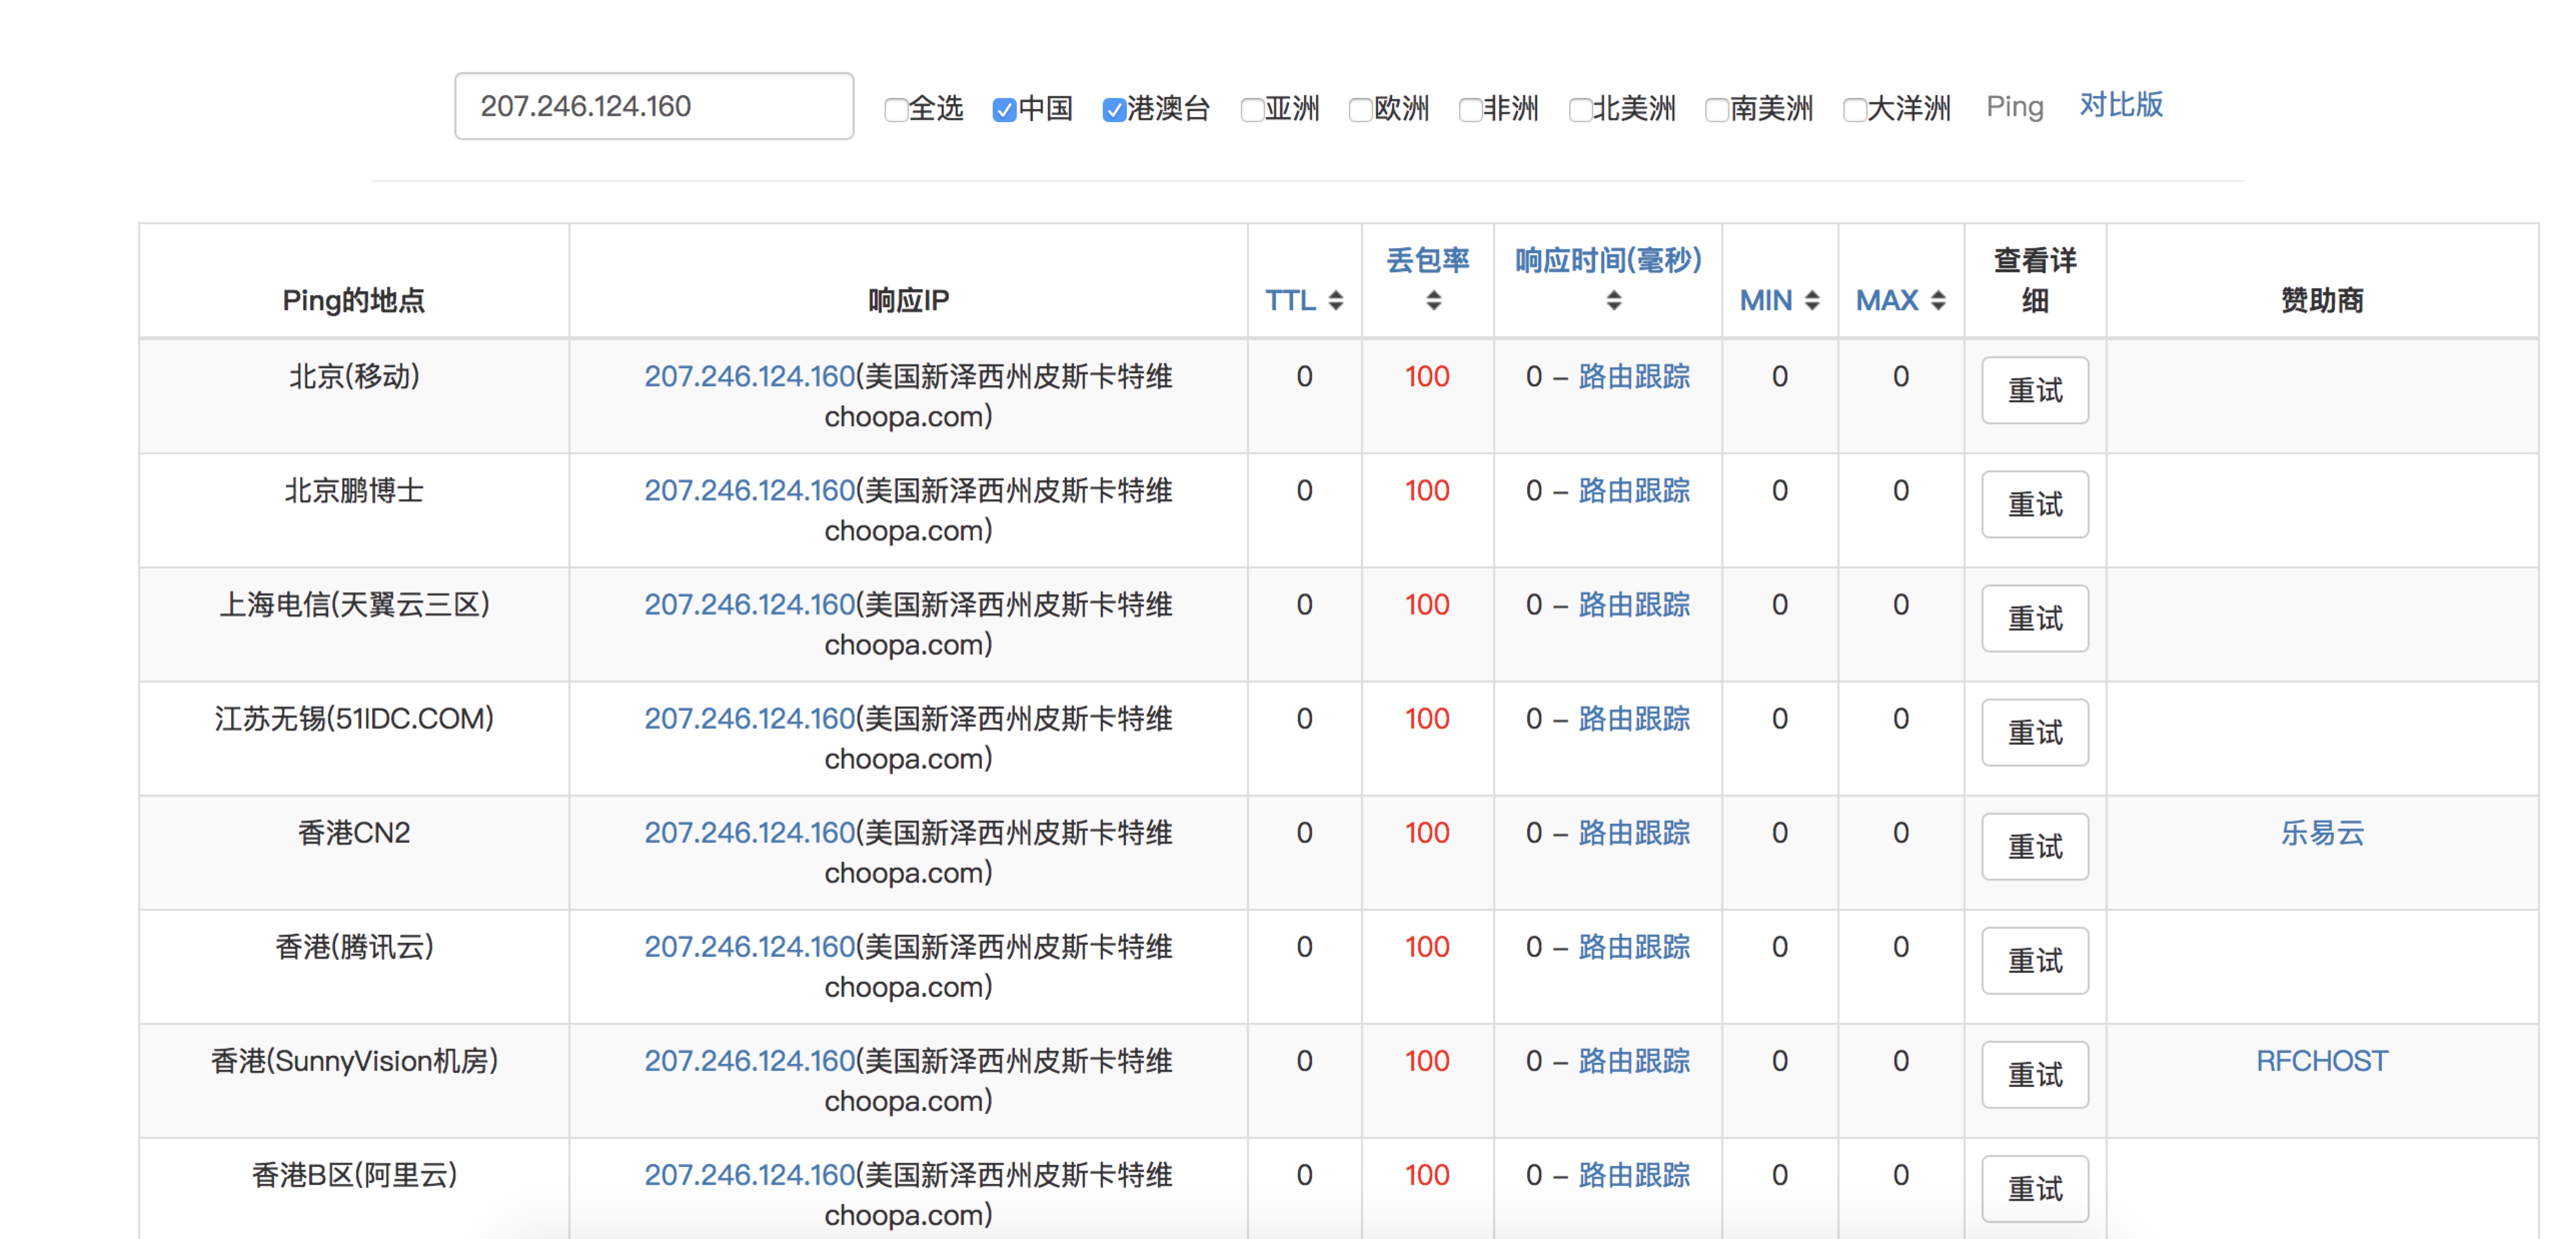 207.246.124.160 全选 中国 港澳台 亚洲 欧洲 非洲 北美洲 南美洲 大洋洲 Ping 对比版
Ping的地点 响应IP TTL 丢包率 响应时间(毫秒) MIN MAX 查看详细 赞助商
北京(移动) 207.246.124.160(美国新泽西州皮斯卡特维 0 100 0 – 路由跟踪 0 0 重试
choopa.com)
北京鹏博士 207.246.124.160(美国新泽西州皮斯卡特维 0 100 0 – 路由跟踪 0 0 重试
choopa.com)
上海电信(天翼云三区) 207.246.124.160(美国新泽西州皮斯卡特维 0 100 0 – 路由跟踪 0 0 重试
choopa.com)
江苏无锡(51IDC.COM) 207.246.124.160(美国新泽西州皮斯卡特维 0 100 0 – 路由跟踪 0 0 重试
choopa.com)
香港CN2 207.246.124.160(美国新泽西州皮斯卡特维 0 100 0 – 路由跟踪 0 0 重试 乐易云
choopa.com)
香港(腾讯云) 207.246.124.160(美国新泽西州皮斯卡特维 0 100 0 – 路由跟踪 0 0 重试
choopa.com)
香港(SunnyVision机房) 207.246.124.160(美国新泽西州皮斯卡特维 0 100 0 – 路由跟踪 0 0 重试 RFCHOST
choopa.com)
香港B区(阿里云) 207.246.124.160(美国新泽西州皮斯卡特维 0 100 0 – 路由跟踪 0 0 重试
choopa.com)